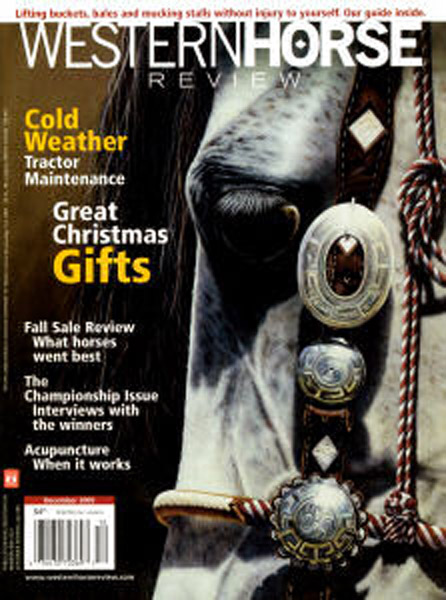 Lifting buckets, bales and mucking stalls without injury to yourself. Our guide inside.
WESTERNHORSE
REVIEW
Cold
Weather
Tractor
Maintenance
Great
Christmas
Gifts
Fall Sale Review
What horses
went best
The
Championship Issue
Interviews with
the winners
Acupuncture
When it works
www.westernhorsereview.com